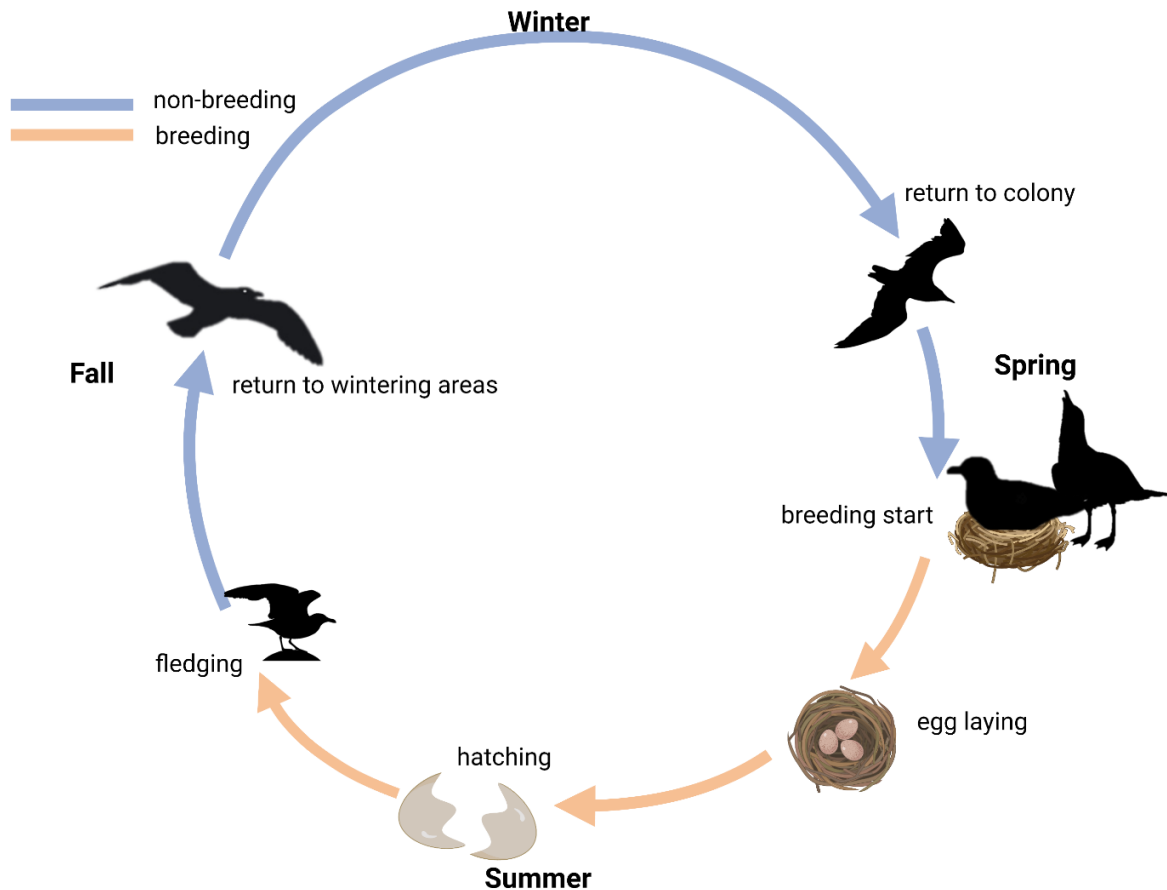 Winter
non-breeding
breeding
return to colony
Spring
Fall
return to wintering areas
breeding start
fledging
egg laying
hatching
Summer